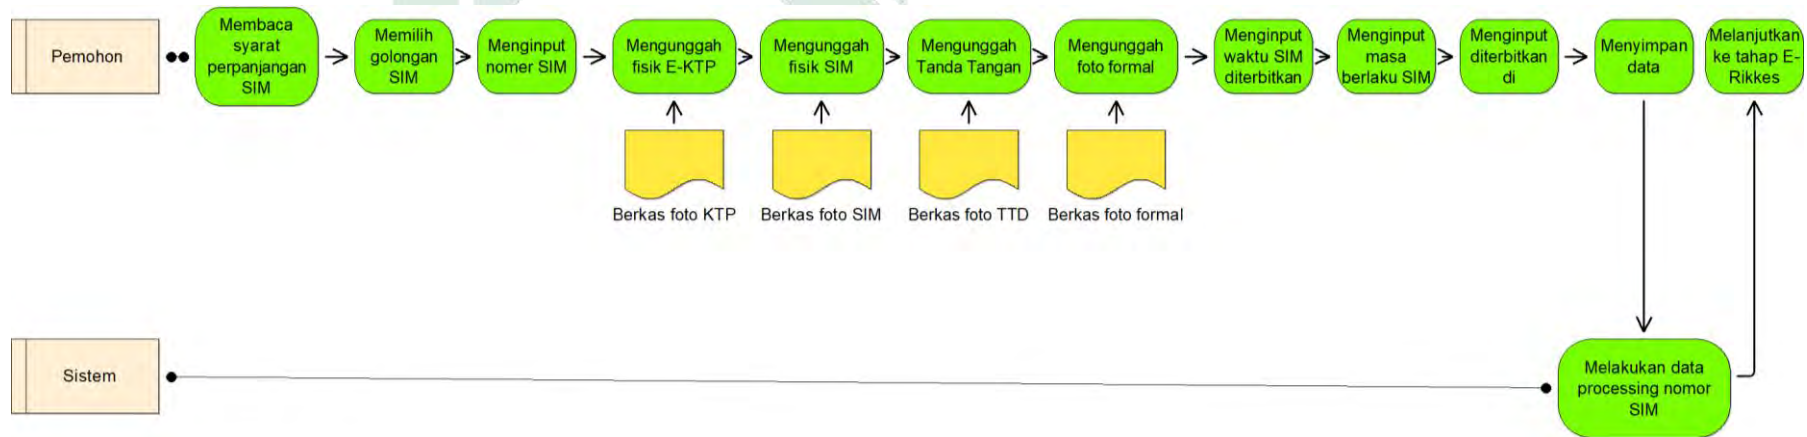 Pemohon
Membaca
syarat
perpanjangan
SIM
Memilih
golongan
SIM
Menginput
nomer SIM
Mengunggah
fisik E-KTP
Mengunggah
fisik SIM
Mengunggah
Tanda Tangan
Mengunggah
foto formal
Menginput
waktu SIM
diterbitkan
Menginput
masa
berlaku SIM
Menginput
diterbitkan
di
Menyimpan
data
Melanjutkan
ke tahap E-
Rikkes
Berkas foto KTP
Berkas foto SIM
Berkas foto TTD
Berkas foto formal
Sistem
Melakukan data
processing nomor
SIM